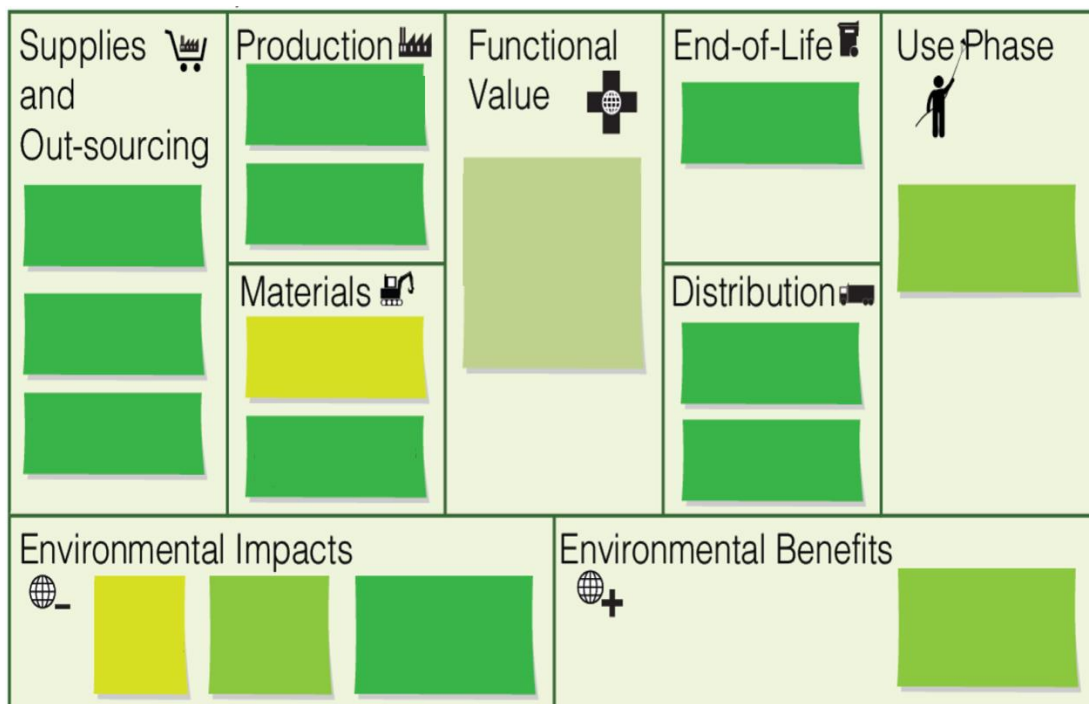 Supplies
and
Out-sourcing
Production
Materials
Functional
Value
End-of-Life
Distribution
Use Phase
Environmental Impacts
Environmental Benefits